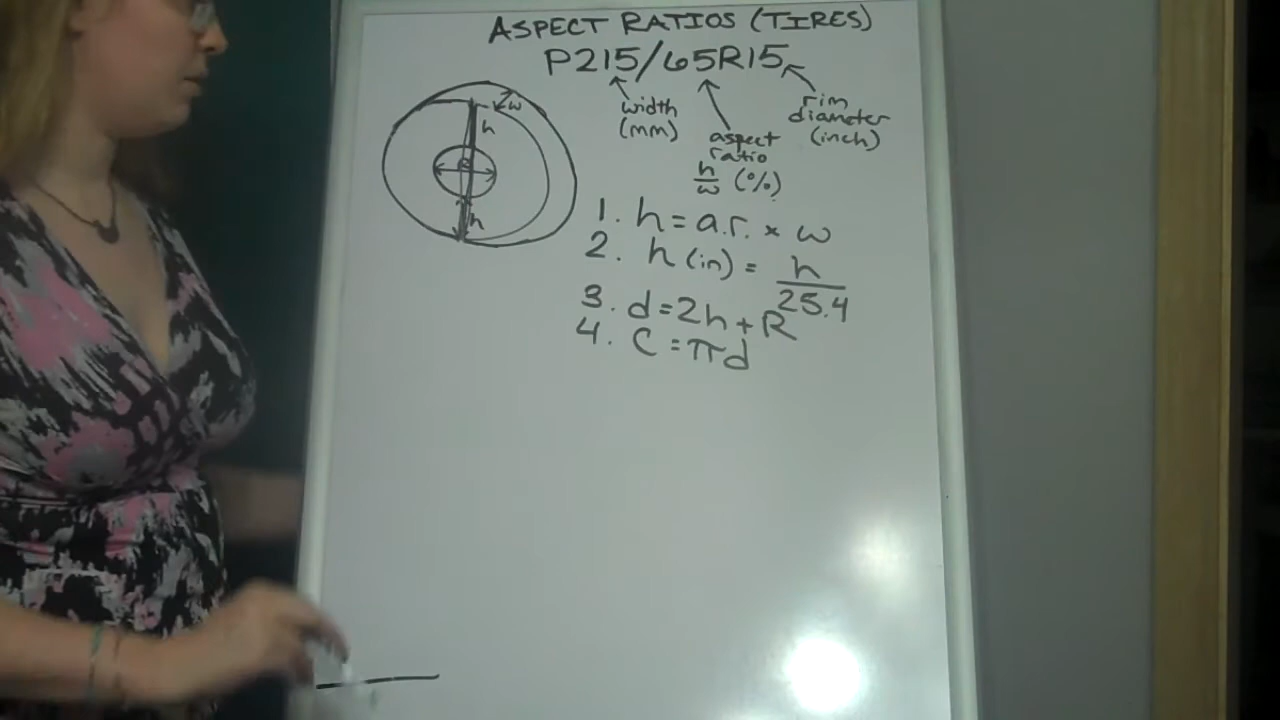 ASPECT RATIOS (TIRES)
P215/65R15
width
(mm)
aspect
ratio
h/w (%)
rim
diameter
(inch)
w
h
R
h
1. h = a.r. × w
2. h (in) = h/25.4
3. d = 2h + R
4. C = πd